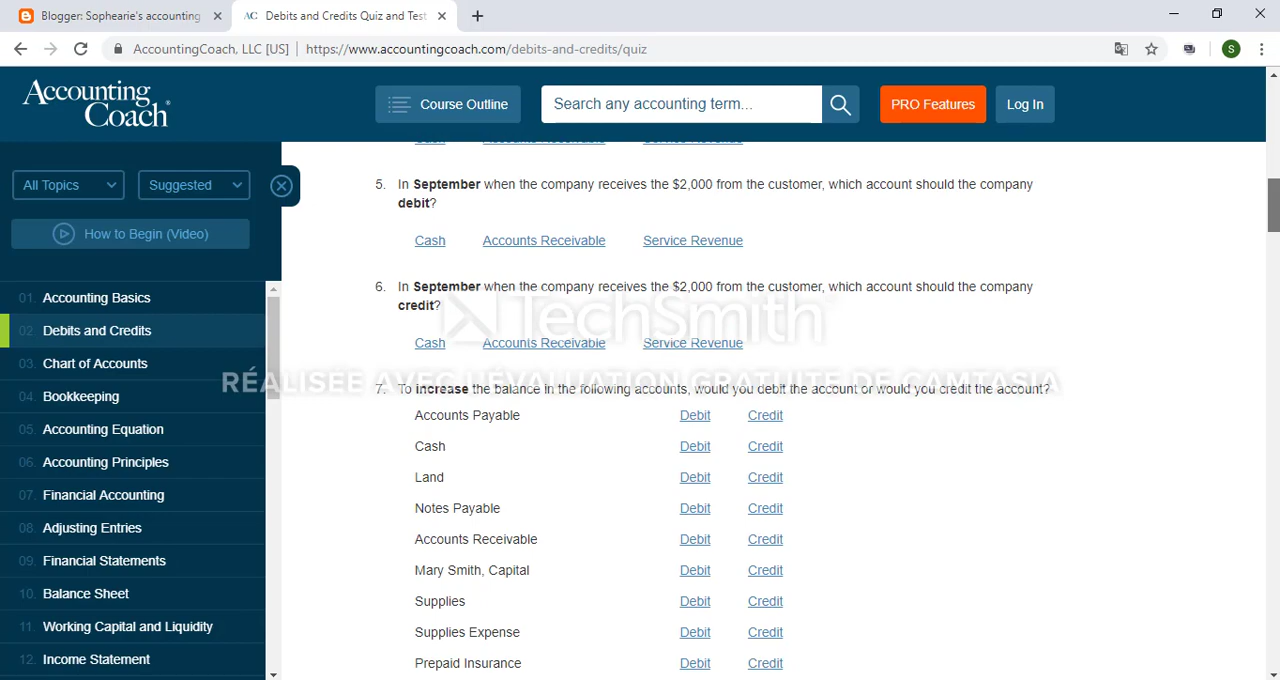 Blogger: Sophearie's accounting
AC Debits and Credits Quiz and Test
AccountingCoach, LLC [US] https://www.accountingcoach.com/debits-and-credits/quiz
S
Accounting Coach
Course Outline
Search any accounting term...
PRO Features
Log In
All Topics
Suggested
How to Begin (Video)
01. Accounting Basics
02 Debits and Credits
03. Chart of Accounts
04. Bookkeeping
05. Accounting Equation
06. Accounting Principles
07. Financial Accounting
08. Adjusting Entries
09. Financial Statements
10. Balance Sheet
11. Working Capital and Liquidity
12. Income Statement
Cash Accounts Receivable Service Revenue
5. In September when the company receives the $2,000 from the customer, which account should the company
debit?
Cash Accounts Receivable Service Revenue
6. In September when the company receives the $2,000 from the customer, which account should the company
credit?
Cash Accounts Receivable Service Revenue
7. To increase the balance in the following accounts, would you debit the account or would you credit the account?
Accounts Payable Debit Credit
Cash Debit Credit
Land Debit Credit
Notes Payable Debit Credit
Accounts Receivable Debit Credit
Mary Smith, Capital Debit Credit
Supplies Debit Credit
Supplies Expense Debit Credit
Prepaid Insurance Debit Credit
TechSmith
RÉALISÉE AVEC L'ÉVALUATION GRATUITE DE CAMTASIA